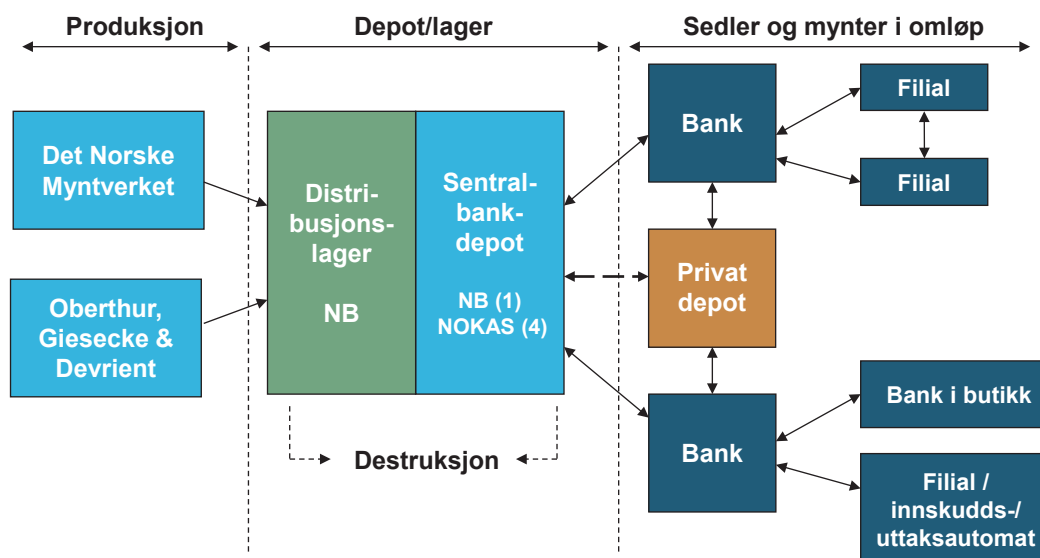 Produksjon
Depot/lager
Sedler og mynter i omløp
Det Norske
Myntverket
Oberthur,
Giesecke &
Devrient
Distri-
busjons-
lager
NB
Sentral-
bank-
depot
NB (1)
NOKAS (4)
Destruksjon
Bank
Filial
Filial
Privat
depot
Bank
Bank i butikk
Filial /
innskudds-/
uttaksautomat